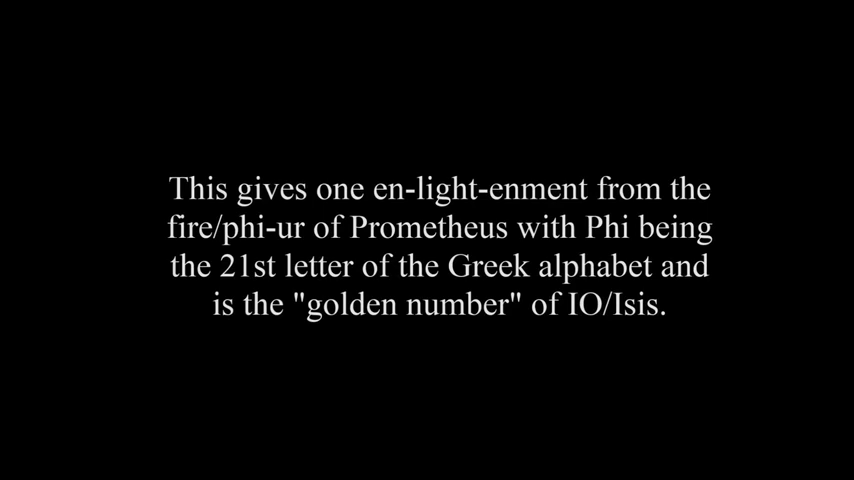 This gives one en-light-enment from the
fire/phi-ur of Prometheus with Phi being
the 21st letter of the Greek alphabet and
is the "golden number" of IO/Isis.